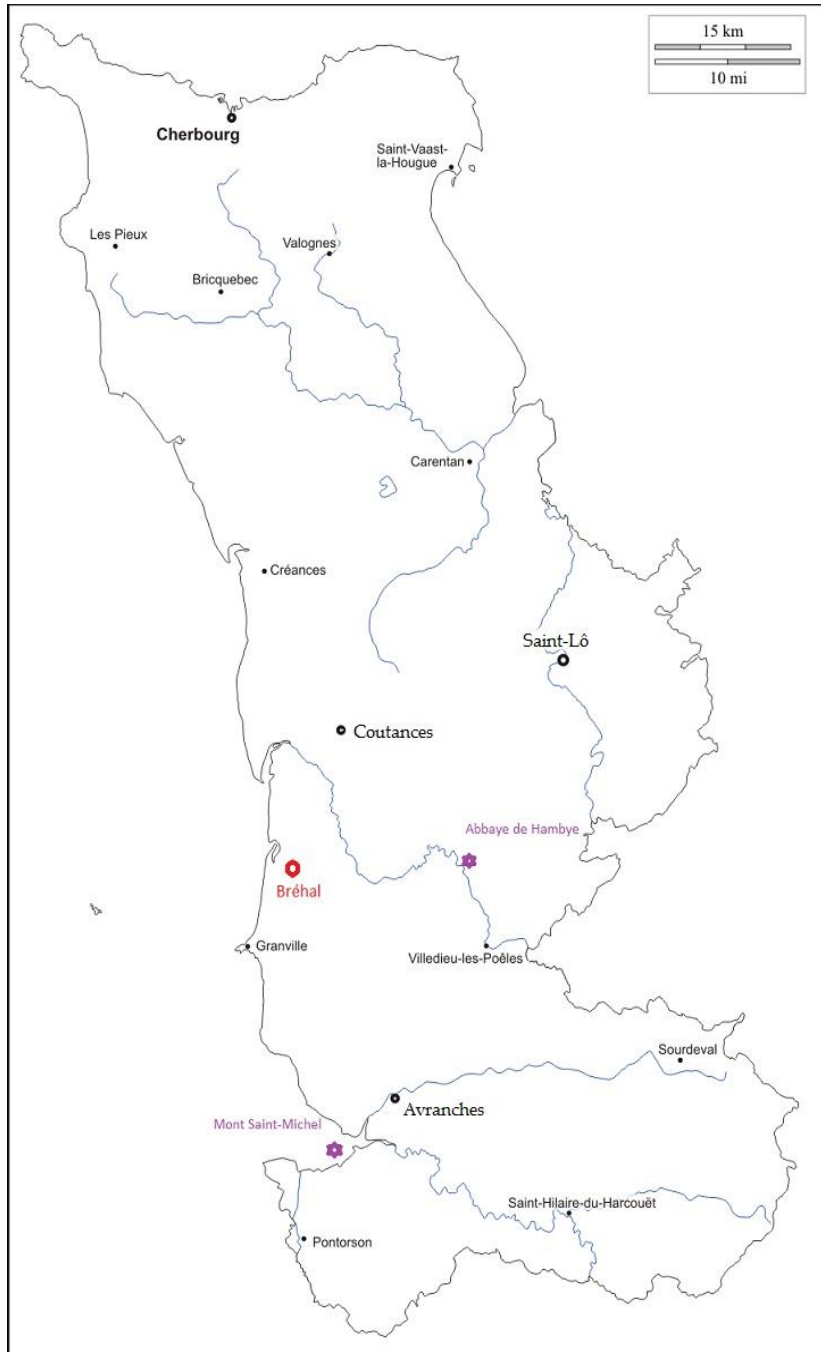 15 km
10 mi
Cherbourg
Saint-Vaast-
la-Hougue
Les Pieux
Valognes
Bricquebec
Carentan
Créances
Saint-Lô
Coutances
Abbaye de Hambye
Bréhal
Granville
Villedieu-les-Poêles
Sourdeval
Avranches
Mont Saint-Michel
Saint-Hilaire-du-Harcouët
Pontorson